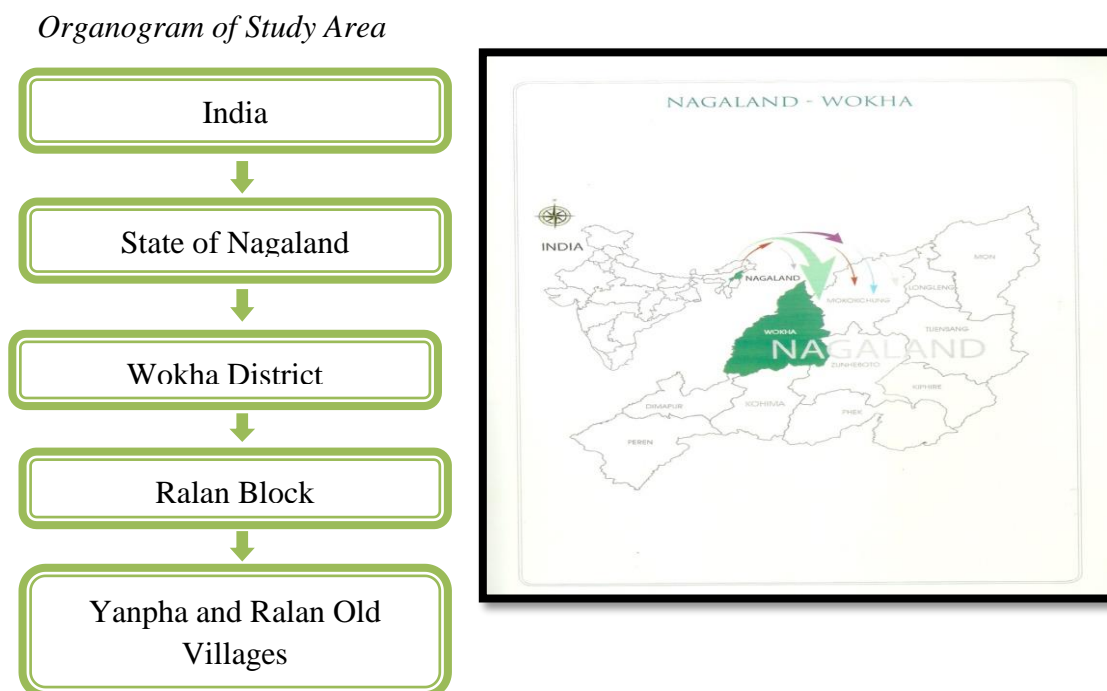 Organogram of Study Area
India
State of Nagaland
Wokha District
Ralan Block
Yanpha and Ralan Old
Villages
NAGALAND - WOKHA
INDIA
NAGALAND
MON
LONGLENG
MOKOKCHUNG
TUENSANG
WOKHA
NAGALAND
ZUNHEBOTO
KIPHIRE
DIMAPUR
KOHIMA
PHEK
PEREN